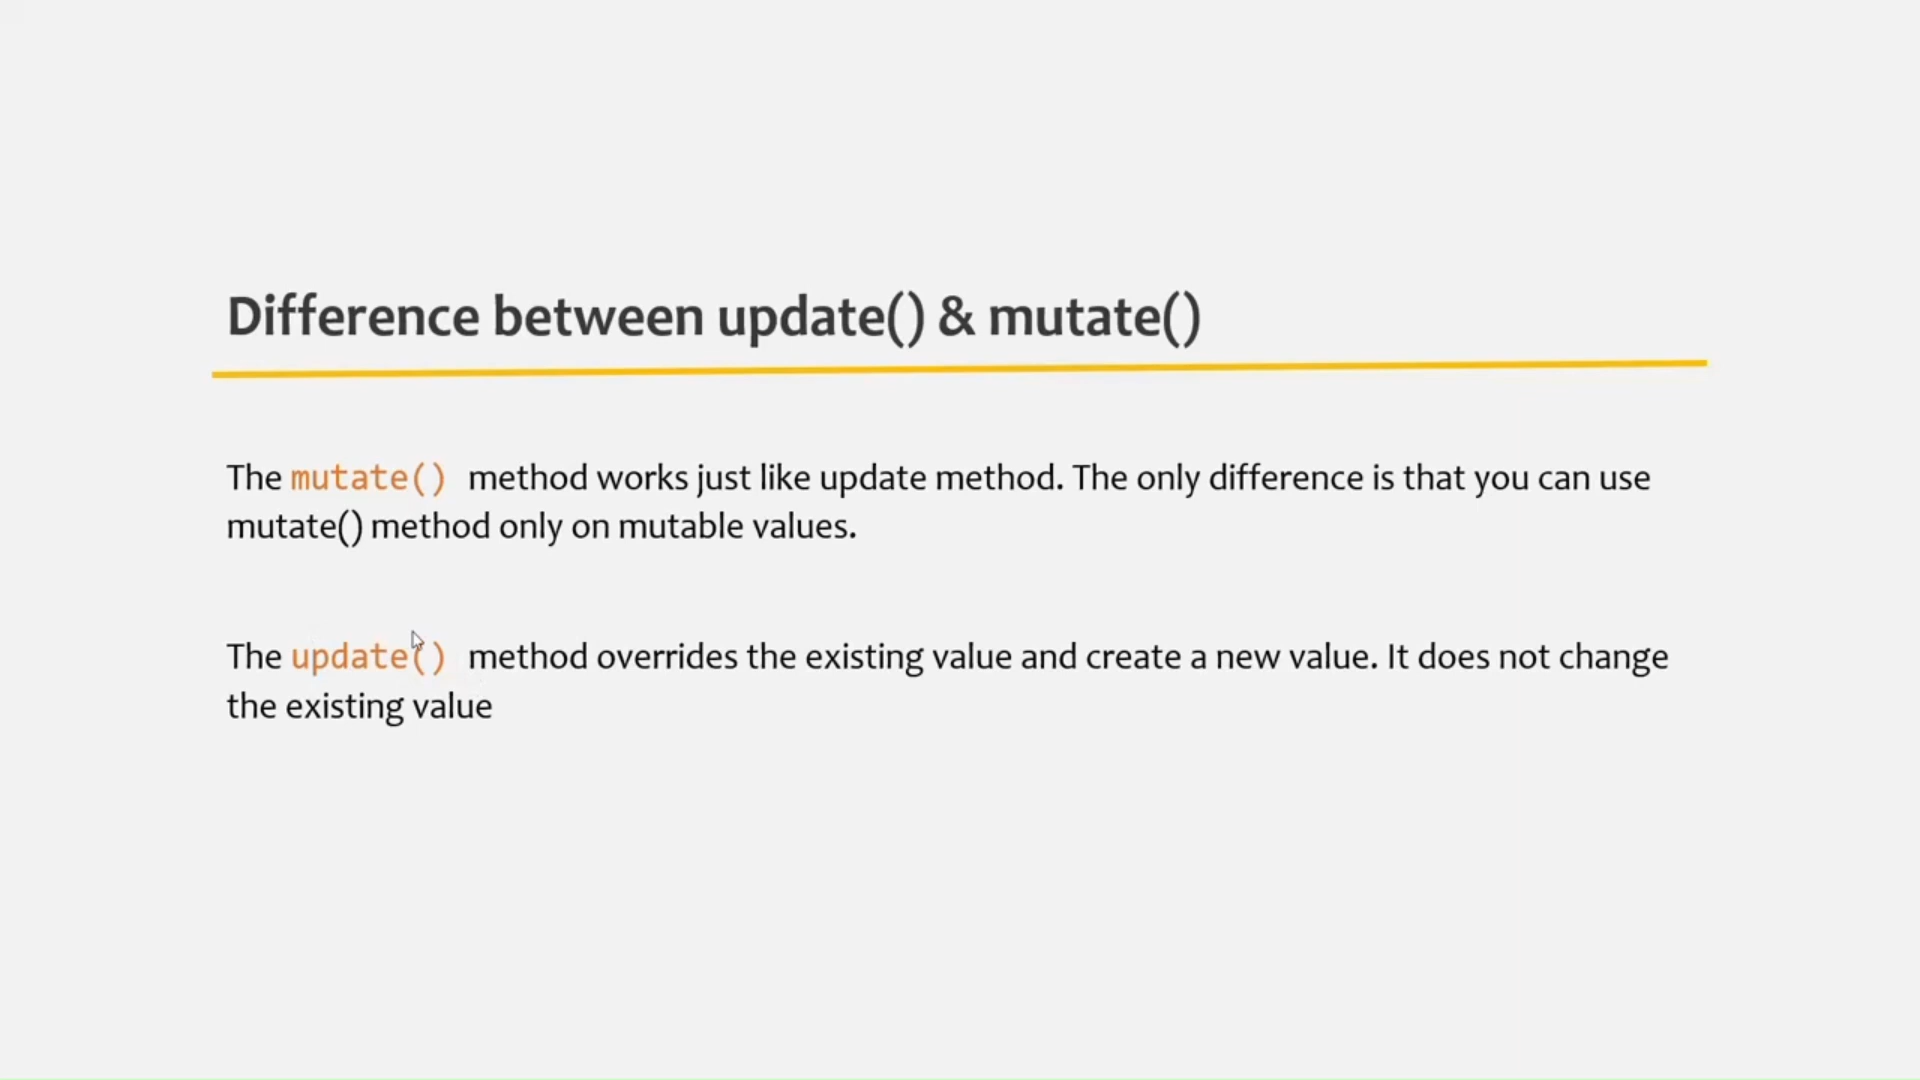 Difference between update() & mutate()
The mutate() method works just like update method. The only difference is that you can use
mutate() method only on mutable values.
The update() method overrides the existing value and create a new value. It does not change
the existing value